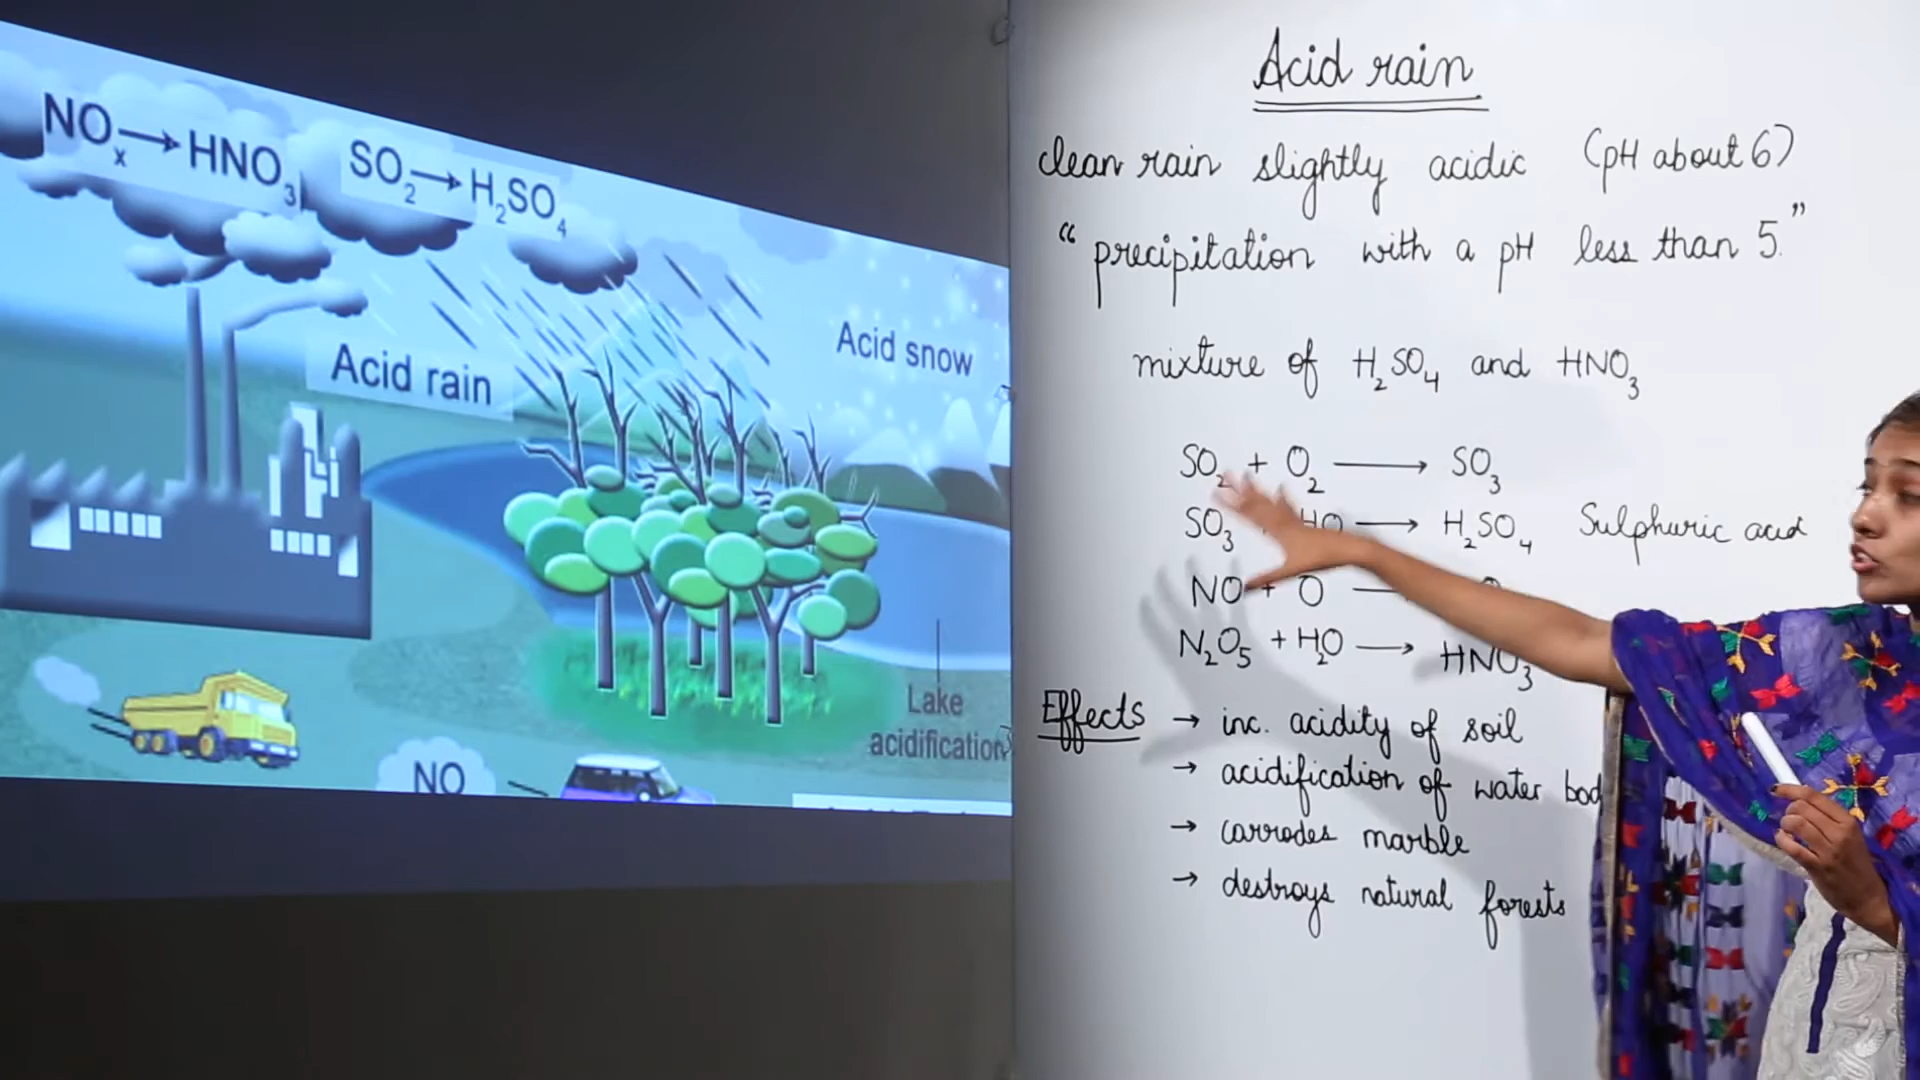 NOx→HNO3
SO2→H2SO4
Acid rain
Acid snow
Lake
acidification
NO
Acid rain
clean rain slightly acidic (pH about 6)
“precipitation with a pH less than 5.”
mixture of H2SO4 and HNO3
SO2 + O2 → SO3
SO3 → H2SO4 Sulphuric acid
NO + O
N2O5 + H2O → HNO3
Effects → inc. acidity of soil
→ acidification of water bod
→ corrodes marble
→ destroys natural forests